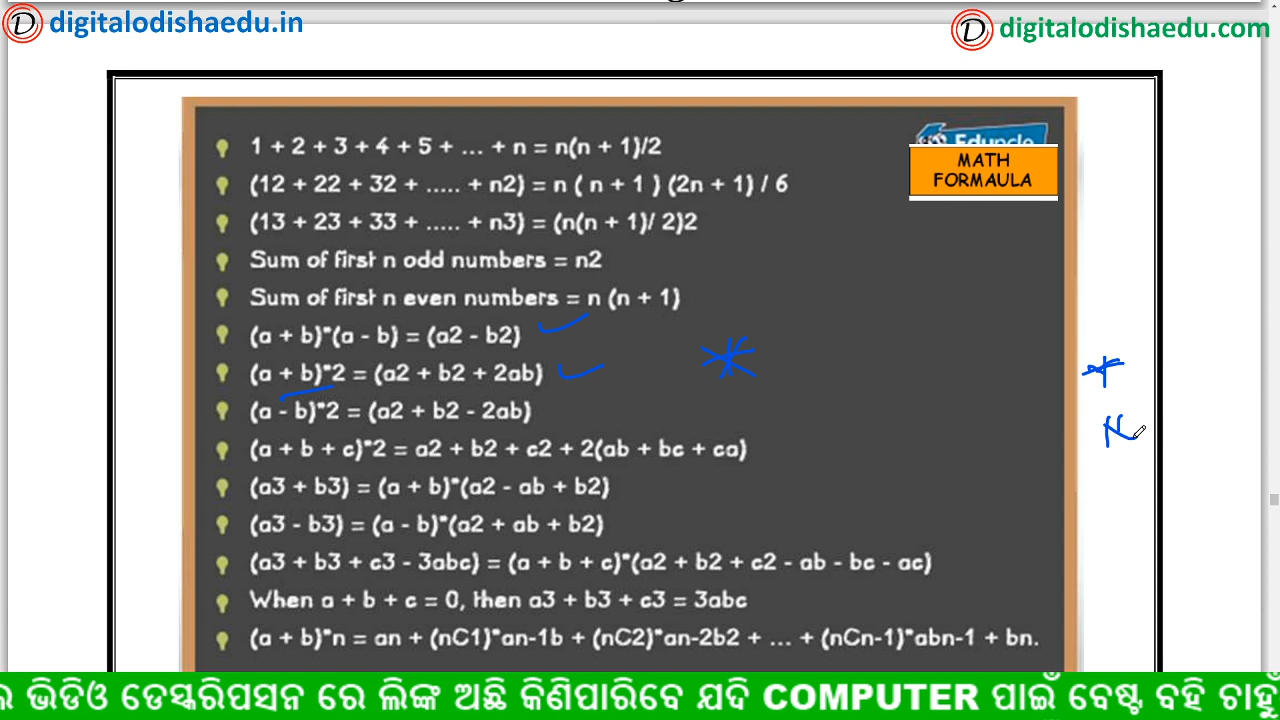 digitalodishaedu.in
digitalodishaedu.com
Eduncle
MATH
FORMAULA
1 + 2 + 3 + 4 + 5 + ... + n = n(n + 1)/2
(12 + 22 + 32 + ..... + n2) = n ( n + 1 ) (2n + 1) / 6
(13 + 23 + 33 + ..... + n3) = (n(n + 1)/ 2)2
Sum of first n odd numbers = n2
Sum of first n even numbers = n (n + 1)
(a + b)*(a - b) = (a2 - b2)
(a + b)*2 = (a2 + b2 + 2ab)
(a - b)*2 = (a2 + b2 - 2ab)
(a + b + c)*2 = a2 + b2 + c2 + 2(ab + bc + ca)
(a3 + b3) = (a + b)*(a2 - ab + b2)
(a3 - b3) = (a - b)*(a2 + ab + b2)
(a3 + b3 + c3 - 3abc) = (a + b + c)*(a2 + b2 + c2 - ab - bc - ac)
When a + b + c = 0, then a3 + b3 + c3 = 3abc
(a + b)*n = an + (nC1)*an-1b + (nC2)*an-2b2 + ... + (nCn-1)*abn-1 + bn.
ଭିଡିଓ ଡେସ୍କରିପସନ ରେ ଲିଙ୍କ ଅଛି କିଣିପାରିବେ ଯଦି COMPUTER ପାଇଁ ବେଷ୍ଟ ବହି ଚାହୁଁ